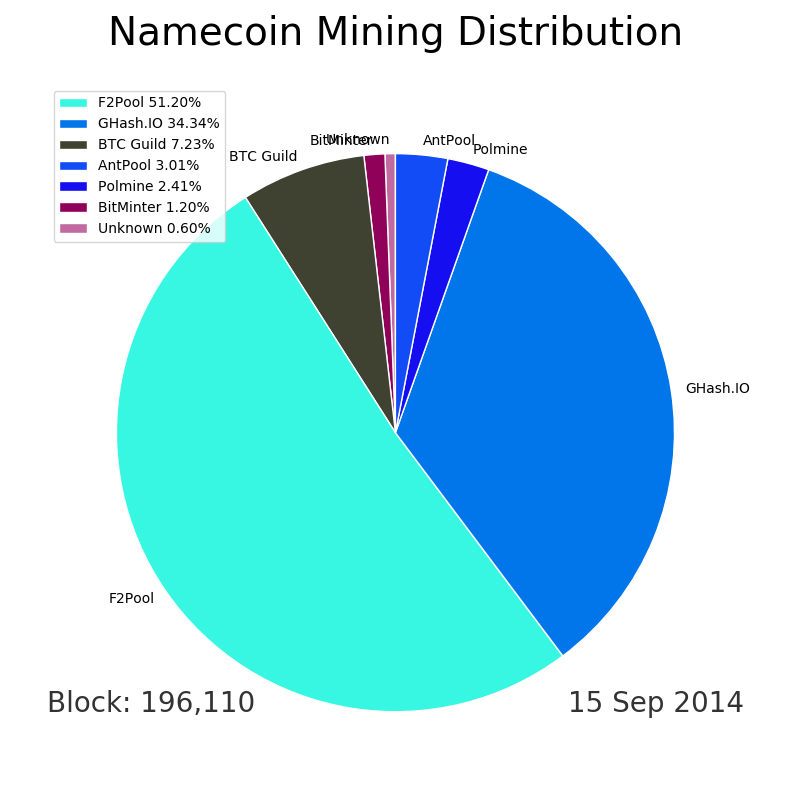 Namecoin Mining Distribution
F2Pool 51.20%
GHash.IO 34.34%
BTC Guild 7.23%
AntPool 3.01%
Polmine 2.41%
BitMinter 1.20%
Unknown 0.60%
BTC Guild
BitMinter
Unknown
AntPool
Polmine
GHash.IO
F2Pool
Block: 196,110
15 Sep 2014